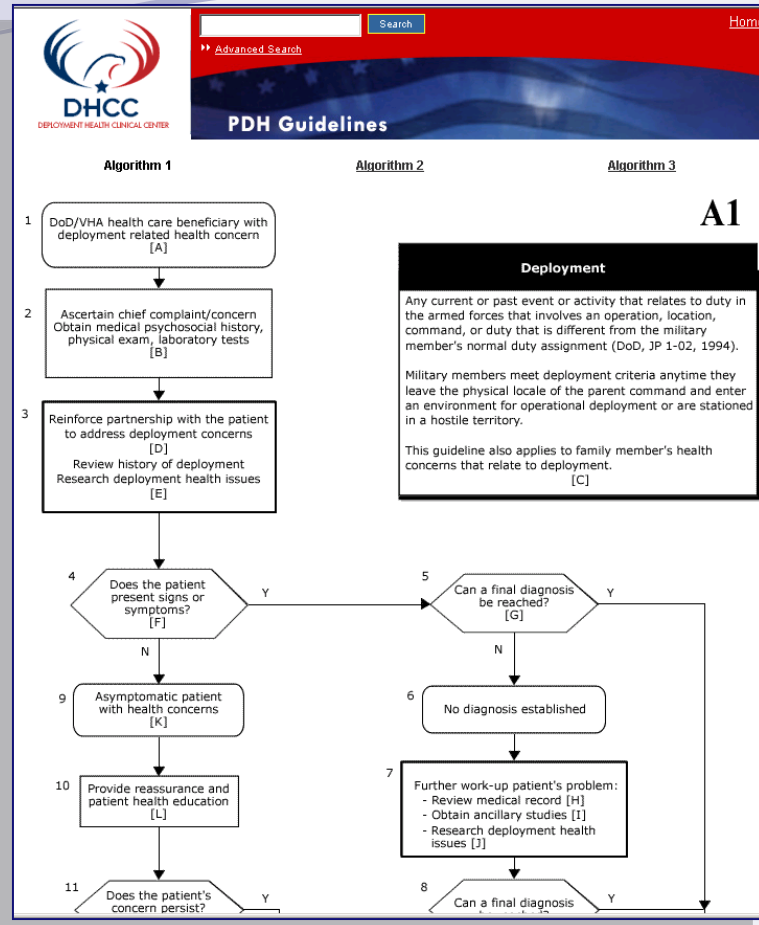 Search
Home
Advanced Search
DHCC
DEPLOYMENT HEALTH CLINICAL CENTER
PDH Guidelines
Algorithm 1
Algorithm 2
Algorithm 3
A1
1
DoD/VHA health care beneficiary with
deployment related health concern
[A]
2
Ascertain chief complaint/concern
Obtain medical psychosocial history,
physical exam, laboratory tests
[B]
3
Reinforce partnership with the patient
to address deployment concerns
[D]
Review history of deployment
Research deployment health issues
[E]
Deployment
Any current or past event or activity that relates to duty in
the armed forces that involves an operation, location,
command, or duty that is different from the military
member's normal duty assignment (DoD, JP 1-02, 1994).
Military members meet deployment criteria anytime they
leave the physical locale of the parent command and enter
an environment for operational deployment or are stationed
in a hostile territory.
This guideline also applies to family member's health
concerns that relate to deployment.
[C]
4
Does the patient
present signs or
symptoms?
[F]
Y
N
5
Can a final diagnosis
be reached?
[G]
Y
N
9
Asymptomatic patient
with health concerns
[K]
6
No diagnosis established
10
Provide reassurance and
patient health education
[L]
7
Further work-up patient's problem:
- Review medical record [H]
- Obtain ancillary studies [I]
- Research deployment health
issues [J]
11
Does the patient's
concern persist?
Y
8
Can a final diagnosis
Y